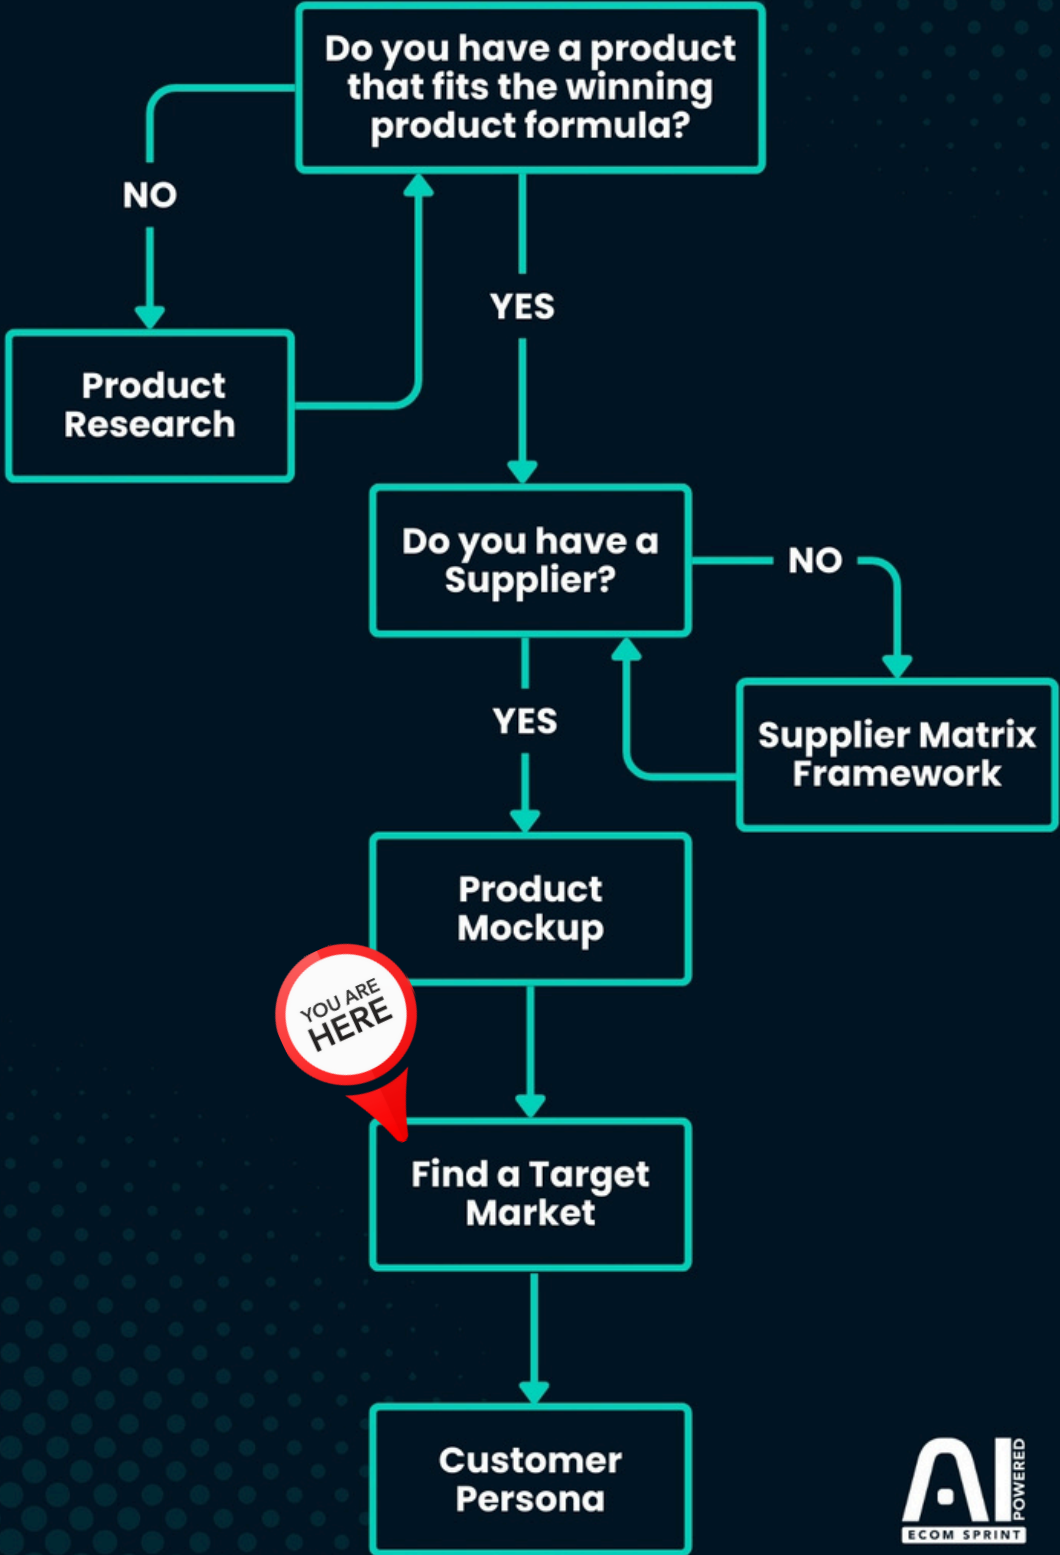 Do you have a product
that fits the winning
product formula?
NO
YES
Product
Research
Do you have a
Supplier?
NO
YES
Supplier Matrix
Framework
Product
Mockup
YOU ARE
HERE
Find a Target
Market
Customer
Persona
AI
POWERED
ECOM SPRINT